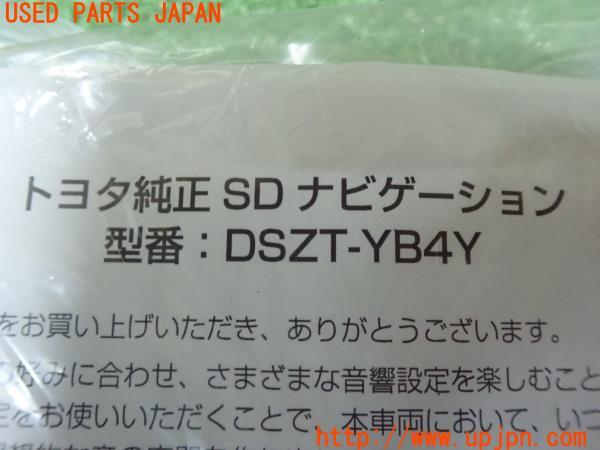 USED PARTS JAPAN
トヨタ純正 SD ナビゲーション
型番：DSZT-YB4Y
をお買い上げいただき、ありがとうございます。
好みに合わせ、さまざまな音響設定を楽しむこと
をお使いいただくことで、本車両において、いつ
http://www.upjpn.com